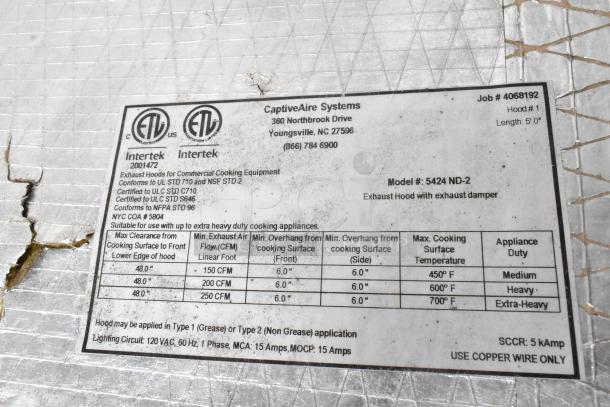 CaptiveAire Systems
360 Northbrook Drive
Youngsville, NC 27596
(866) 784 6900
Job # 4068192
Hood # 1
Length: 5' 0"
C ETL US
ETL
Intertek
2001472
Intertek
Exhaust Hoods for Commercial Cooking Equipment
Conforms to UL STD 710 and NSF STD 2
Certified to ULC STD C710
Certified to ULC STD S646
Conforms to NFPA STD 96
NYC COA # 5804
Suitable for use with up to extra heavy duty cooking appliances.
Model #: 5424 ND-2
Exhaust Hood with exhaust damper
Max Clearance from Cooking Surface to Front Lower Edge of hood
Min. Exhaust Air Flow (CFM) Linear Foot
Min. Overhang from cooking Surface (Front)
Min. Overhang from cooking Surface (Side)
Max. Cooking Surface Temperature
Appliance Duty
48.0 " 150 CFM 6.0 " 6.0 " 450° F Medium
48.0 " 200 CFM 6.0 " 6.0 " 600° F Heavy
48.0 " 250 CFM 6.0 " 6.0 " 700° F Extra-Heavy
Hood may be applied in Type 1 (Grease) or Type 2 (Non Grease) application
Lighting Circuit: 120 VAC, 60 Hz, 1 Phase, MCA: 15 Amps, MOCP: 15 Amps
SCCR: 5 kAmp
USE COPPER WIRE ONLY